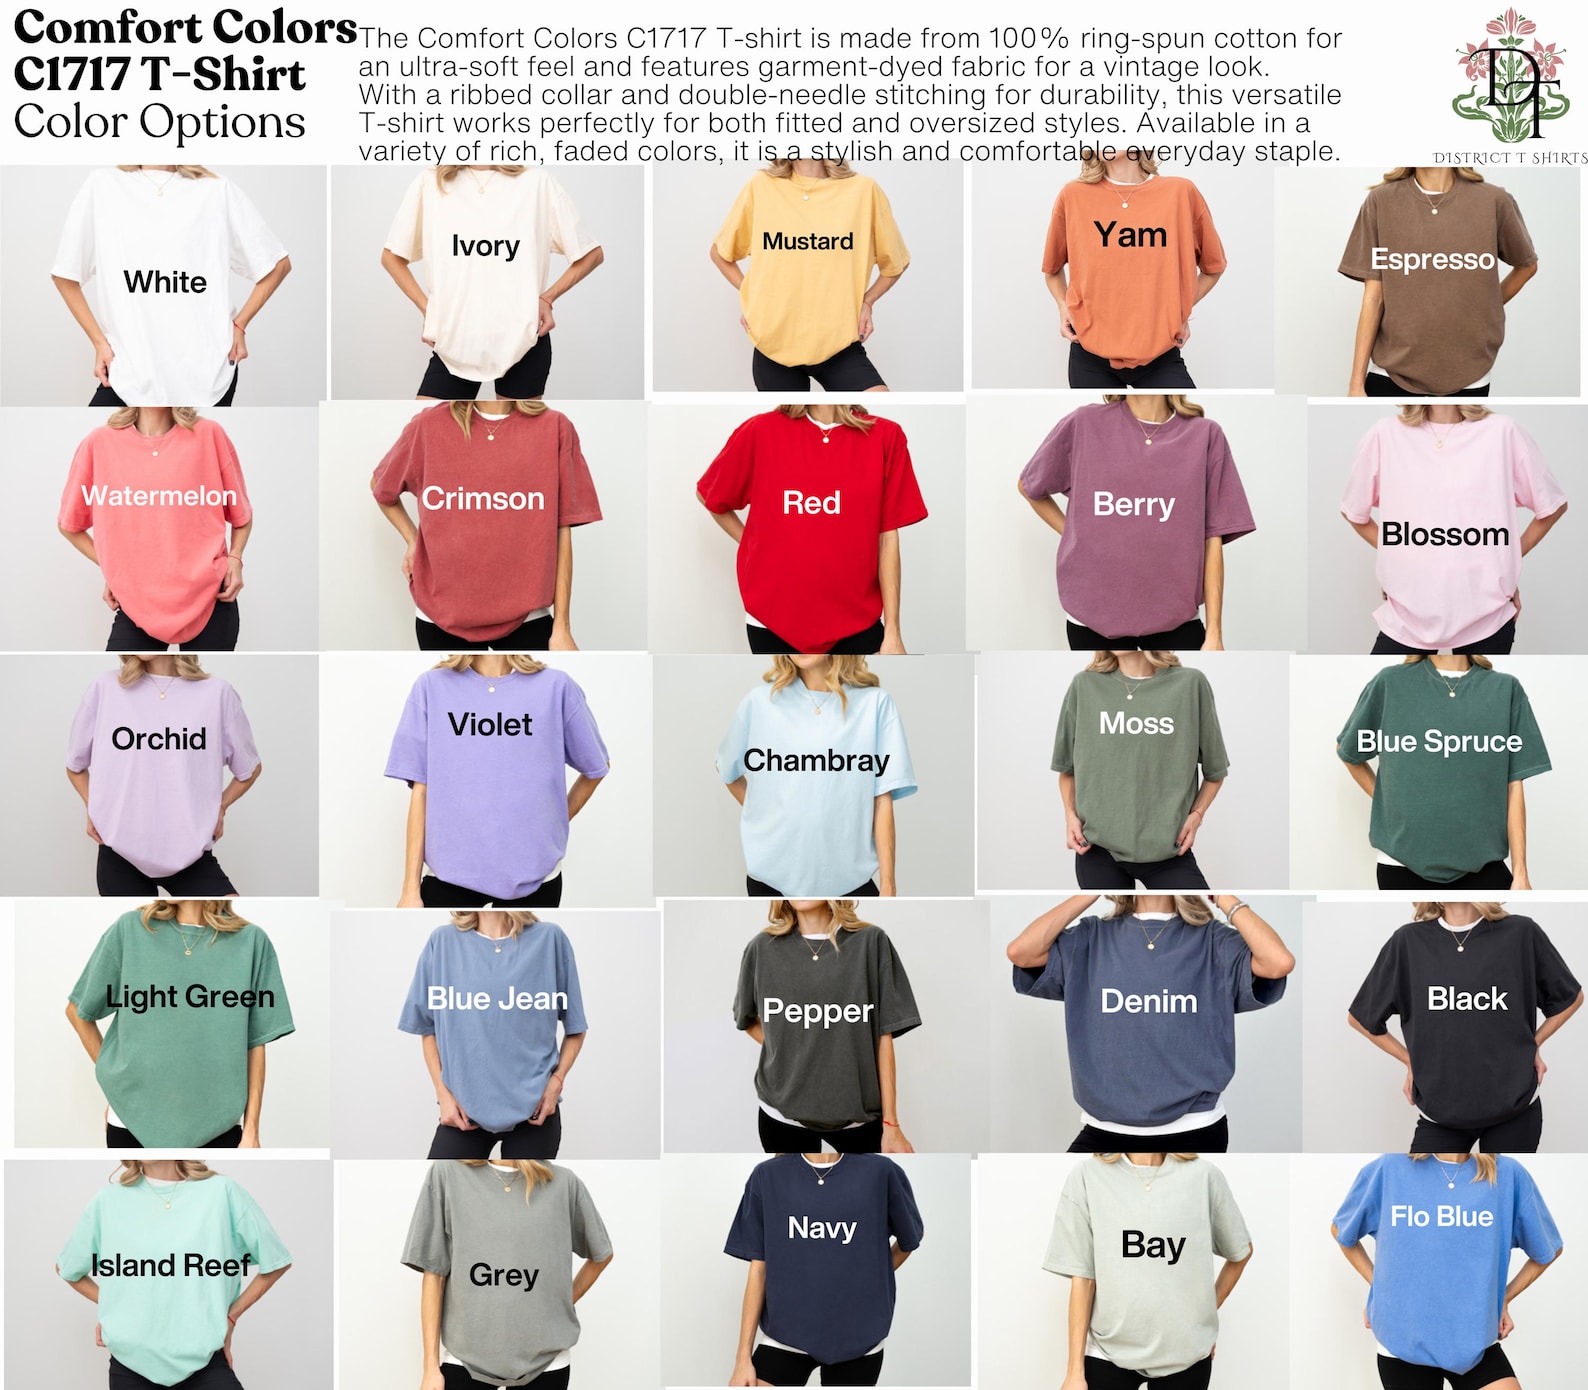 Comfort Colors
C1717 T-Shirt
Color Options
The Comfort Colors C1717 T-shirt is made from 100% ring-spun cotton for
an ultra-soft feel and features garment-dyed fabric for a vintage look.
With a ribbed collar and double-needle stitching for durability, this versatile
T-shirt works perfectly for both fitted and oversized styles. Available in a
variety of rich, faded colors, it is a stylish and comfortable everyday staple.
DT
DISTRICT T SHIRTS
White
Ivory
Mustard
Yam
Espresso
Watermelon
Crimson
Red
Berry
Blossom
Orchid
Violet
Chambray
Moss
Blue Spruce
Light Green
Blue Jean
Pepper
Denim
Black
Island Reef
Grey
Navy
Bay
Flo Blue